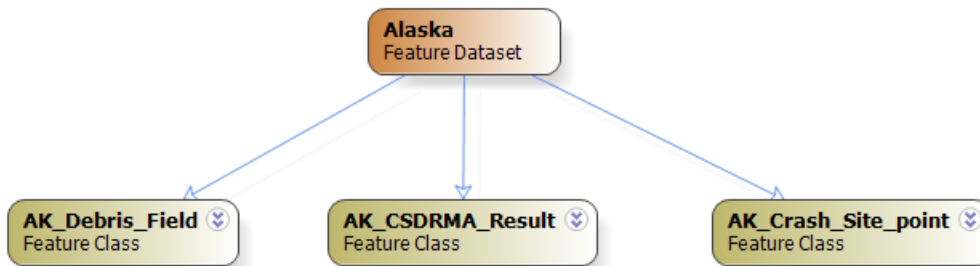 Alaska
Feature Dataset
AK_Debris_Field
Feature Class
AK_CSDRMA_Result
Feature Class
AK_Crash_Site_point
Feature Class